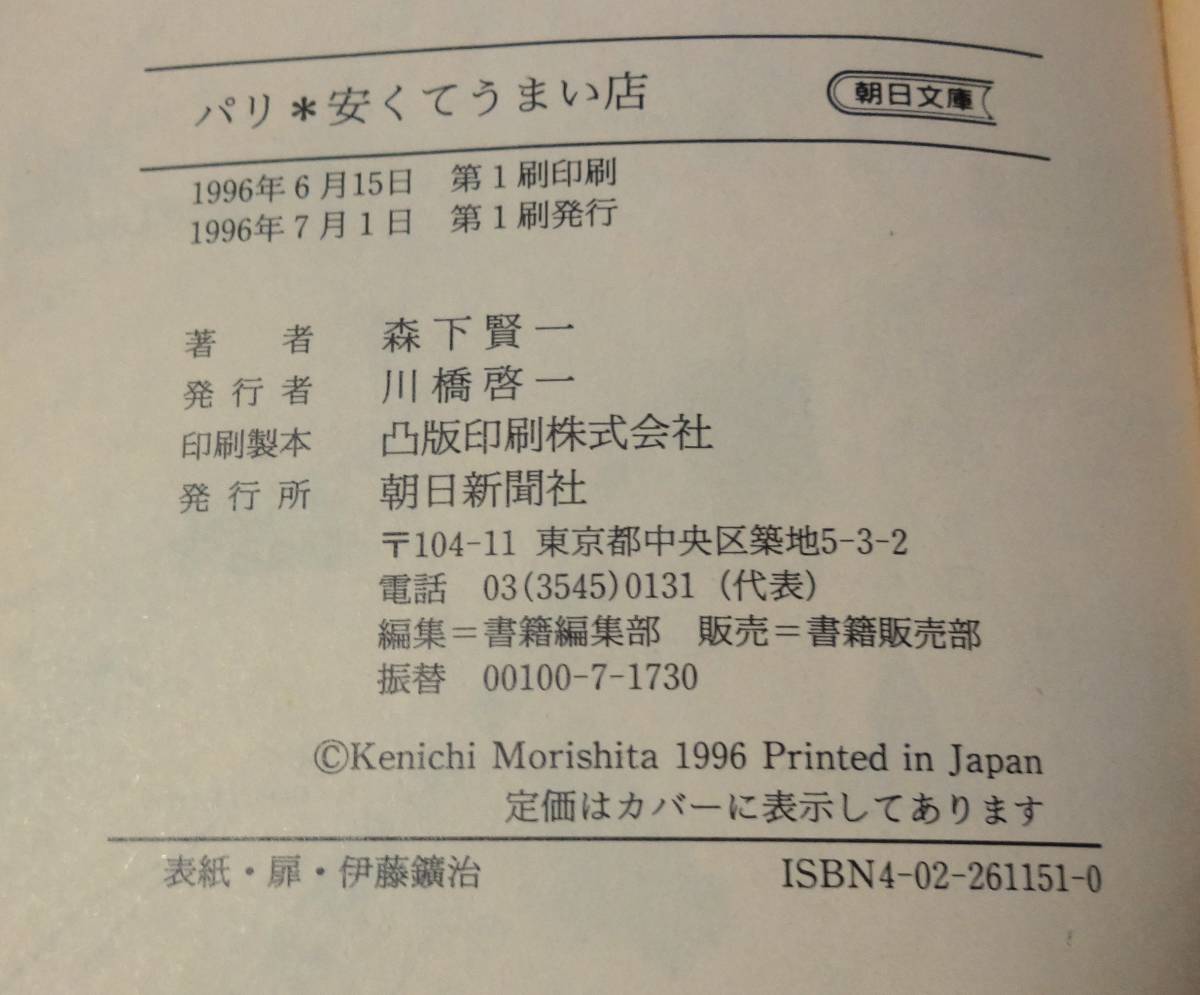 パリ＊安くてうまい店
朝日文庫
1996年6月15日　第1刷印刷
1996年7月1日　第1刷発行
著　者　森下賢一
発行者　川橋啓一
印刷製本　凸版印刷株式会社
発行所　朝日新聞社
〒104-11 東京都中央区築地5-3-2
電話　03(3545)0131（代表）
編集＝書籍編集部　販売＝書籍販売部
振替　00100-7-1730
©Kenichi Morishita 1996 Printed in Japan
定価はカバーに表示してあります
表紙・扉・伊藤鑛治
ISBN4-02-261151-0